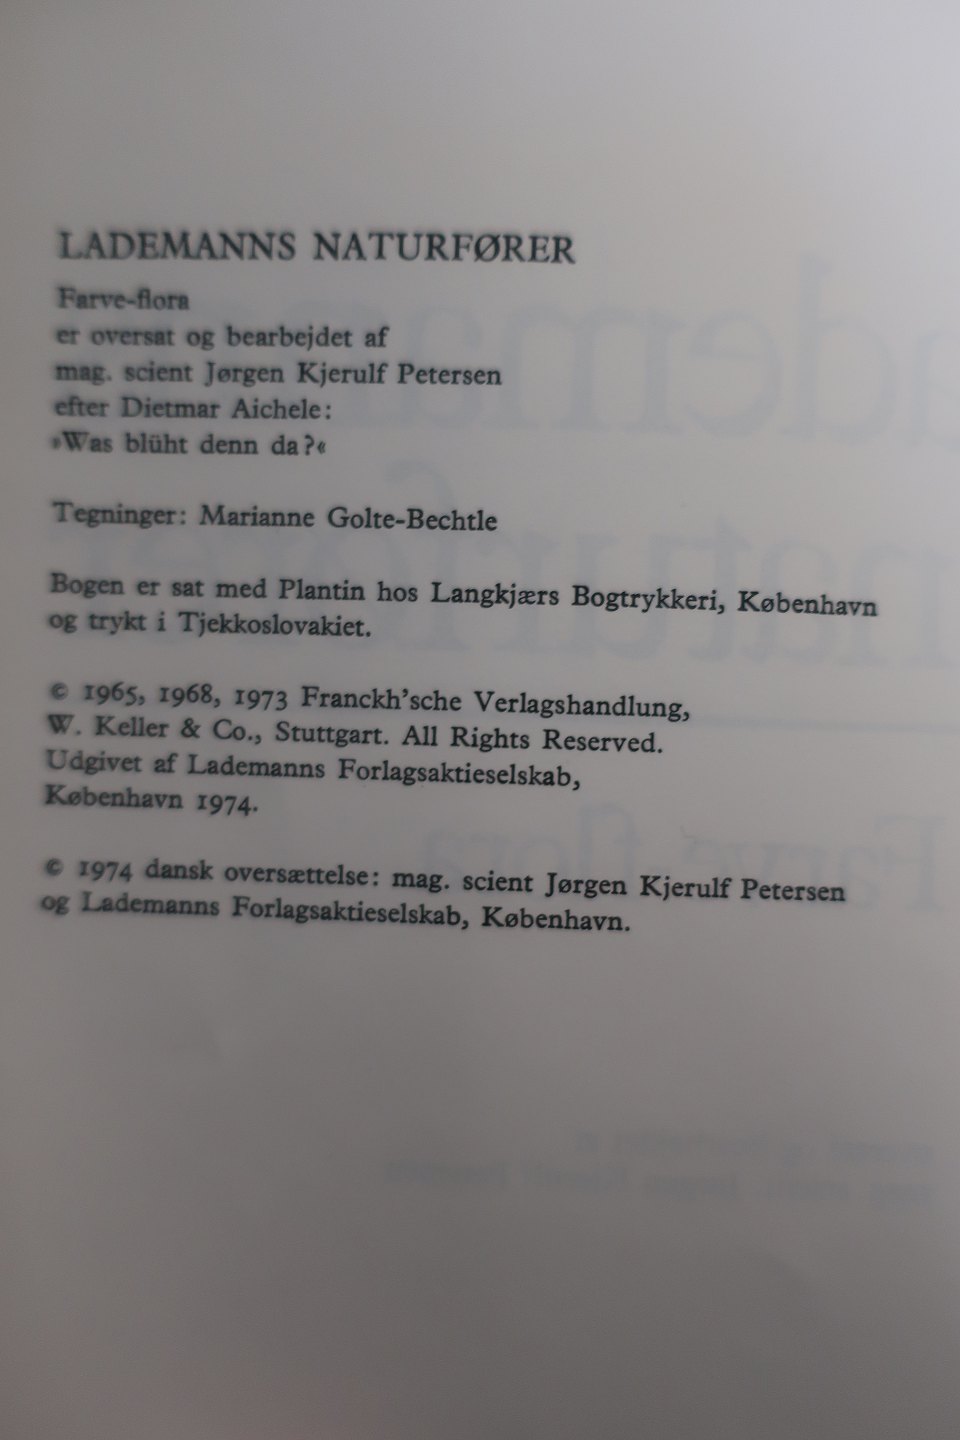 LADEMANNS NATURFØRER
Farve-flora
er oversat og bearbejdet af
mag. scient Jørgen Kjerulf Petersen
efter Dietmar Aichele:
»Was blüht denn da?«
Tegninger: Marianne Golte-Bechtle
Bogen er sat med Plantin hos Langkjærs Bogtrykkeri, København
og trykt i Tjekkoslovakiet.
© 1965, 1968, 1973 Franckh'sche Verlagshandlung,
W. Keller & Co., Stuttgart. All Rights Reserved.
Udgivet af Lademanns Forlagsaktieselskab,
København 1974.
© 1974 dansk oversættelse: mag. scient Jørgen Kjerulf Petersen
og Lademanns Forlagsaktieselskab, København.